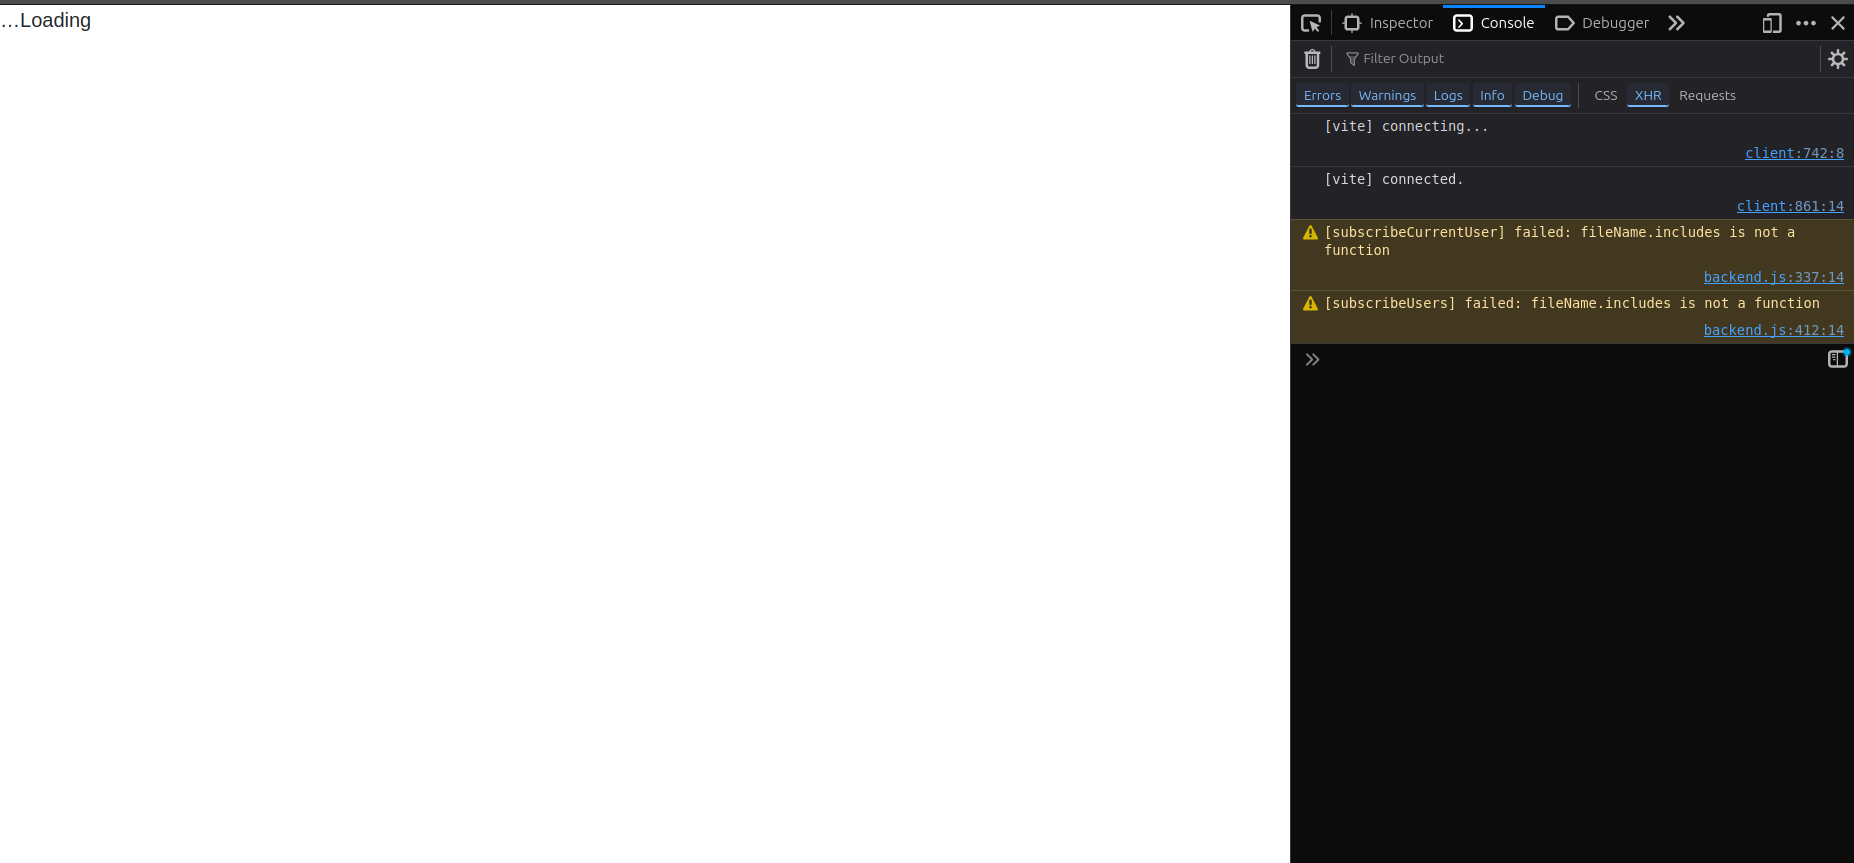 ...Loading
Inspector
Console
Debugger
Filter Output
Errors Warnings Logs Info Debug CSS XHR Requests
[vite] connecting...
client:742:8
[vite] connected.
client:861:14
[subscribeCurrentUser] failed: fileName.includes is not a
function
backend.js:337:14
[subscribeUsers] failed: fileName.includes is not a function
backend.js:412:14